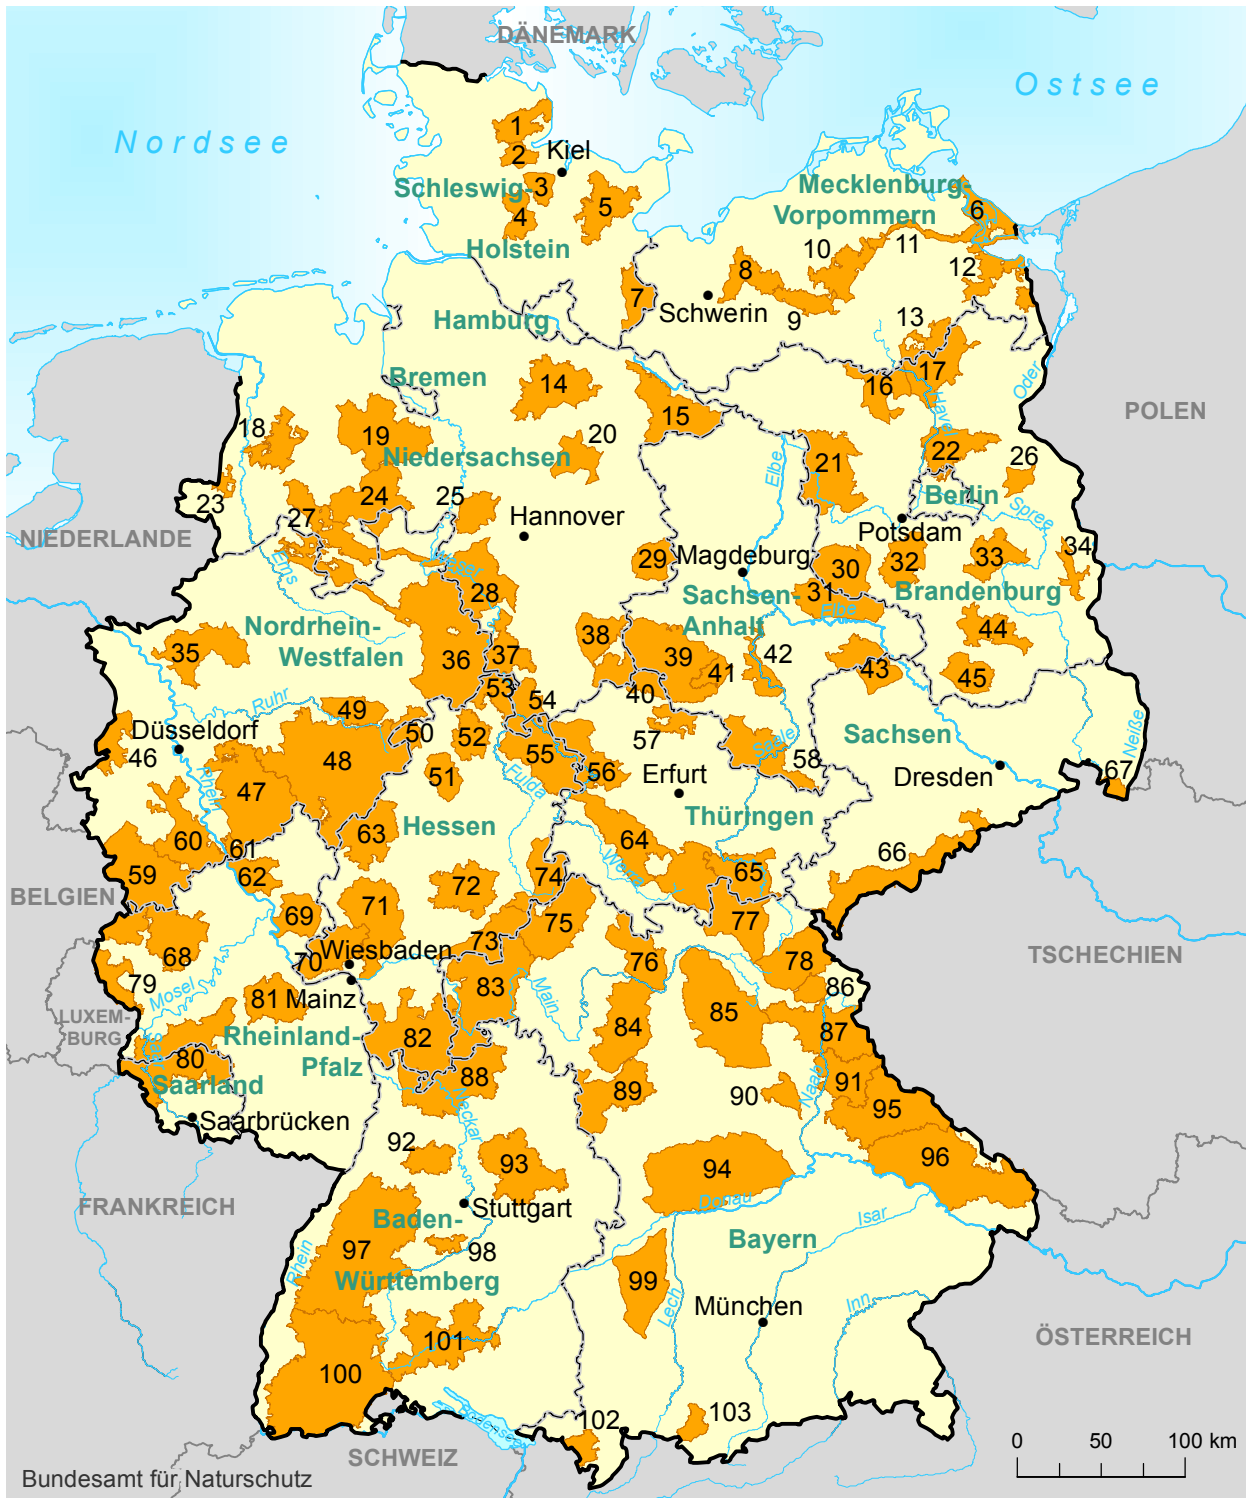 DÄNEMARK
Ostsee
Nordsee
1
2
Kiel
3
Schleswig-
4
5
Holstein
Mecklenburg-
Vorpommern
6
10
11
12
8
7
Schwerin
9
Hamburg
13
Bremen
14
15
16
17
Havel
Oder
POLEN
18
19
20
Niedersachsen
21
22
26
Elbe
Berlin
23
24
25
27
Hannover
Potsdam
Spree
NIEDERLANDE
Ems
Weser
28
29
Magdeburg
30
32
33
34
31
Sachsen-
Anhalt
Elbe
Brandenburg
Nordrhein-
Westfalen
35
36
37
38
39
41
42
43
44
45
40
53
54
Ruhr
49
50
52
Düsseldorf
46
Rhein
48
47
51
55
Fulda
56
57
Erfurt
Saale
58
Sachsen
Dresden
Neiße
67
Hessen
Thüringen
60
61
63
64
Werra
66
59
62
BELGIEN
72
74
65
69
71
75
77
68
70
Wiesbaden
73
76
78
TSCHECHIEN
79
Mosel
81
Mainz
83
Main
86
LUXEM-
BURG
Rheinland-
Pfalz
82
84
85
87
Saar
80
Saarland
88
89
90
Naab
91
95
Saarbrücken
Neckar
92
93
94
96
FRANKREICH
Stuttgart
Donau
Isar
Baden-
Württemberg
Bayern
Rhein
97
98
99
Lech
München
Inn
ÖSTERREICH
101
100
Bodensee
102
103
SCHWEIZ
0 50 100 km
Bundesamt für Naturschutz